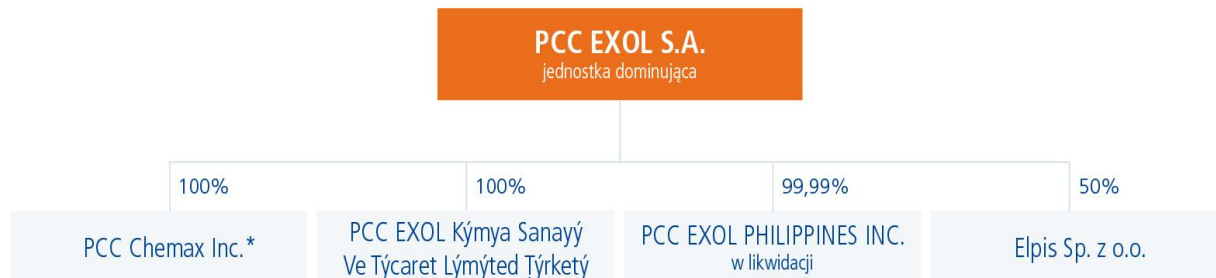 PCC EXOL S.A.
jednostka dominująca
100%
100%
99,99%
50%
PCC Chemax Inc.*
PCC EXOL Kýmya Sanayý
Ve Týcaret Lýmýted Týrketý
PCC EXOL PHILIPPINES INC.
w likwidacji
Elpis Sp. z o.o.